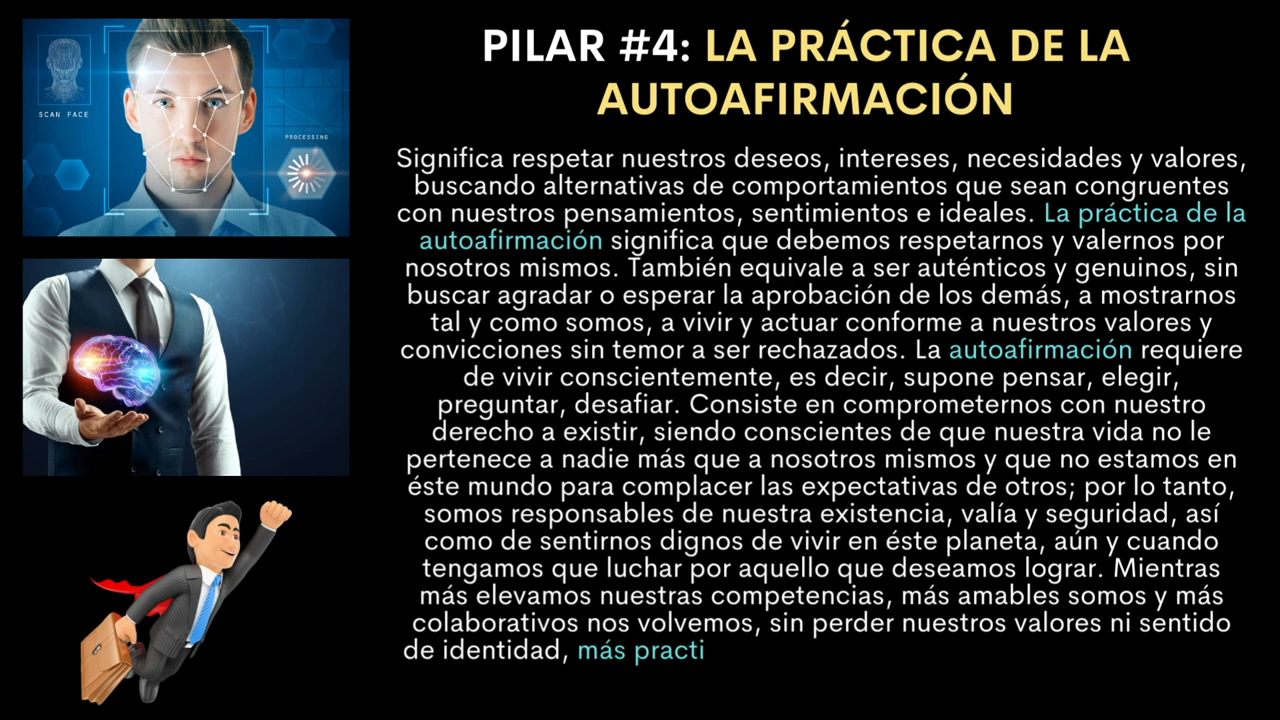 PILAR #4: LA PRÁCTICA DE LA
AUTOAFIRMACIÓN
SCAN FACE
PROCESSING
Significa respetar nuestros deseos, intereses, necesidades y valores,
buscando alternativas de comportamientos que sean congruentes
con nuestros pensamientos, sentimientos e ideales. La práctica de la
autoafirmación significa que debemos respetarnos y valernos por
nosotros mismos. También equivale a ser auténticos y genuinos, sin
buscar agradar o esperar la aprobación de los demás, a mostrarnos
tal y como somos, a vivir y actuar conforme a nuestros valores y
convicciones sin temor a ser rechazados. La autoafirmación requiere
de vivir conscientemente, es decir, supone pensar, elegir,
preguntar, desafiar. Consiste en comprometernos con nuestro
derecho a existir, siendo conscientes de que nuestra vida no le
pertenece a nadie más que a nosotros mismos y que no estamos en
éste mundo para complacer las expectativas de otros; por lo tanto,
somos responsables de nuestra existencia, valía y seguridad, así
como de sentirnos dignos de vivir en éste planeta, aún y cuando
tengamos que luchar por aquello que deseamos lograr. Mientras
más elevamos nuestras competencias, más amables somos y más
colaborativos nos volvemos, sin perder nuestros valores ni sentido
de identidad, más practi